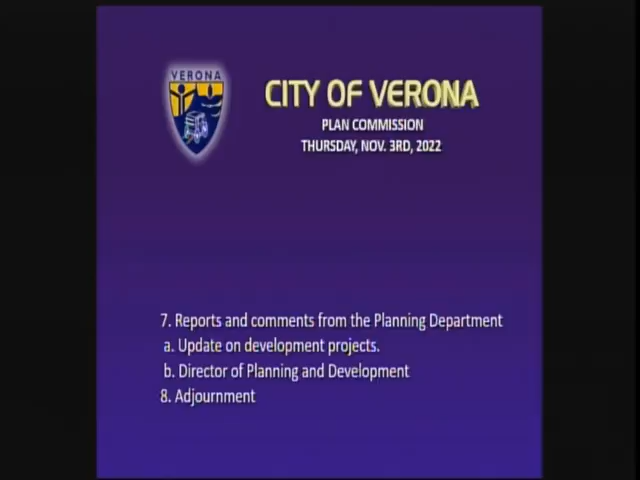 VERONA
CITY OF VERONA
PLAN COMMISSION
THURSDAY, NOV. 3RD, 2022
7. Reports and comments from the Planning Department
a. Update on development projects.
b. Director of Planning and Development
8. Adjournment